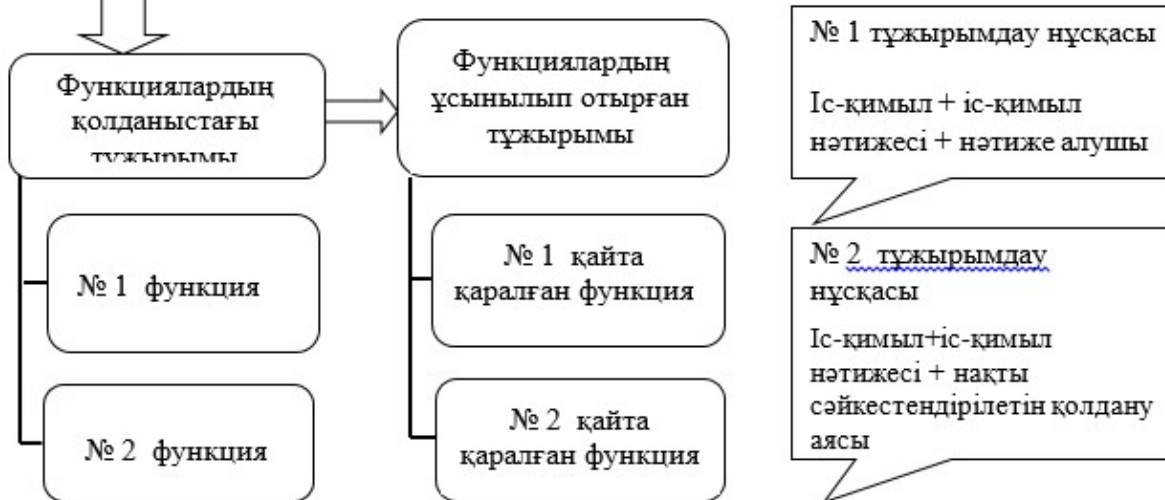 Функциялардың
қолданыстағы
тұжырымы
№ 1 функция
№ 2 функция
Функциялардың
ұсынылып отырған
тұжырымы
№ 1 қайта
қаралған функция
№ 2 қайта
қаралған функция
№ 1 тұжырымдау нұсқасы
Іс-қимыл + іс-қимыл
нәтижесі + нәтиже алушы
№ 2 тұжырымдау
нұсқасы
Іс-қимыл+іс-қимыл
нәтижесі + нақты
сәйкестендірілетін қолдану
аясы